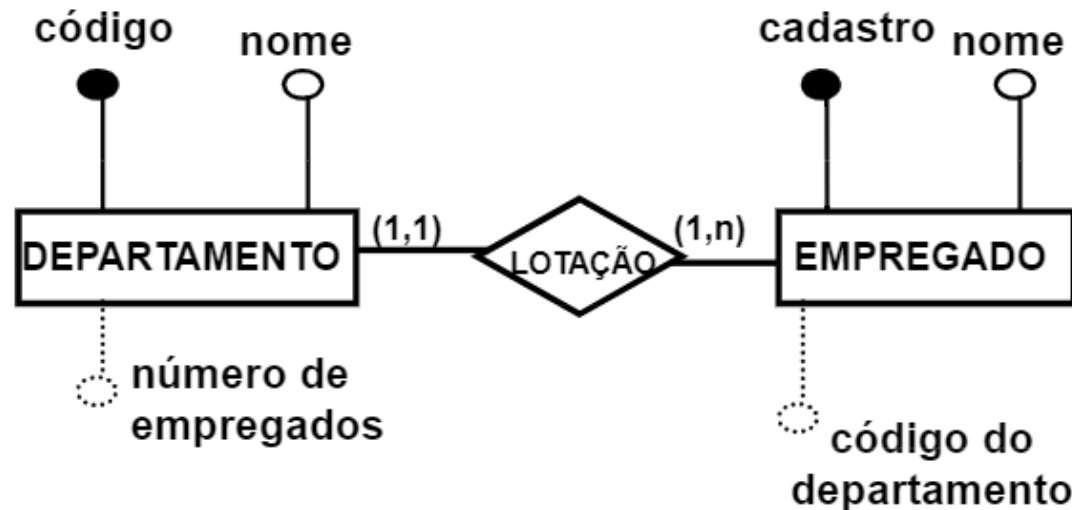 código
nome
cadastro
nome
DEPARTAMENTO
(1,1)
LOTAÇÃO
(1,n)
EMPREGADO
número de
empregados
código do
departamento